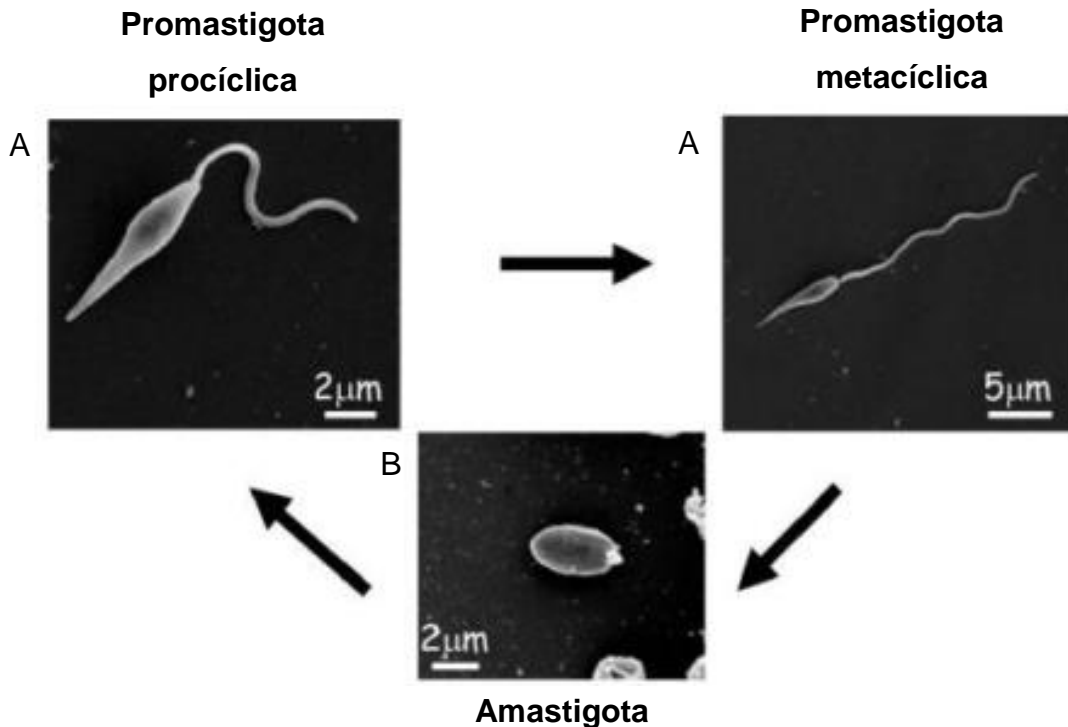 Promastigota
procíclica
Promastigota
metacíclica
A
A
2μm
5μm
B
2μm
Amastigota